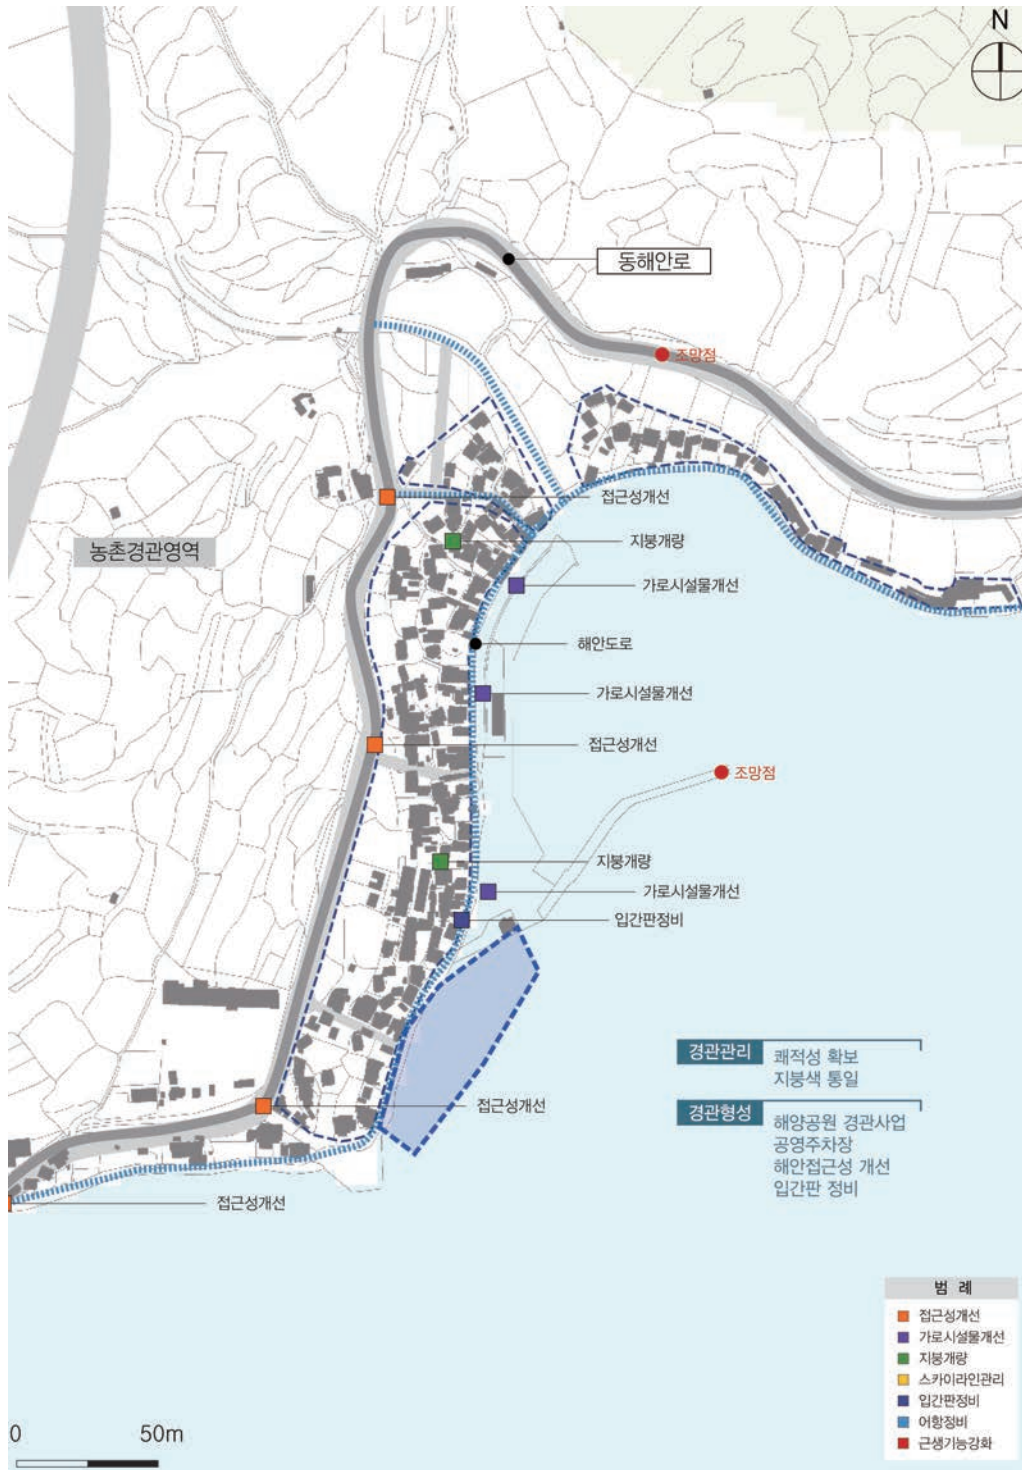 N
동해안로
조망점
접근성개선
농촌경관영역
지붕개량
가로시설물개선
해안도로
가로시설물개선
접근성개선
조망점
지붕개량
가로시설물개선
입간판정비
경관관리
쾌적성 확보
지붕색 통일
경관형성
해양공원 경관사업
공영주차장
해안접근성 개선
입간판 정비
접근성개선
접근성개선
범 례
접근성개선
가로시설물개선
지붕개량
스카이라인관리
입간판정비
어항정비
근생기능강화
0 50m